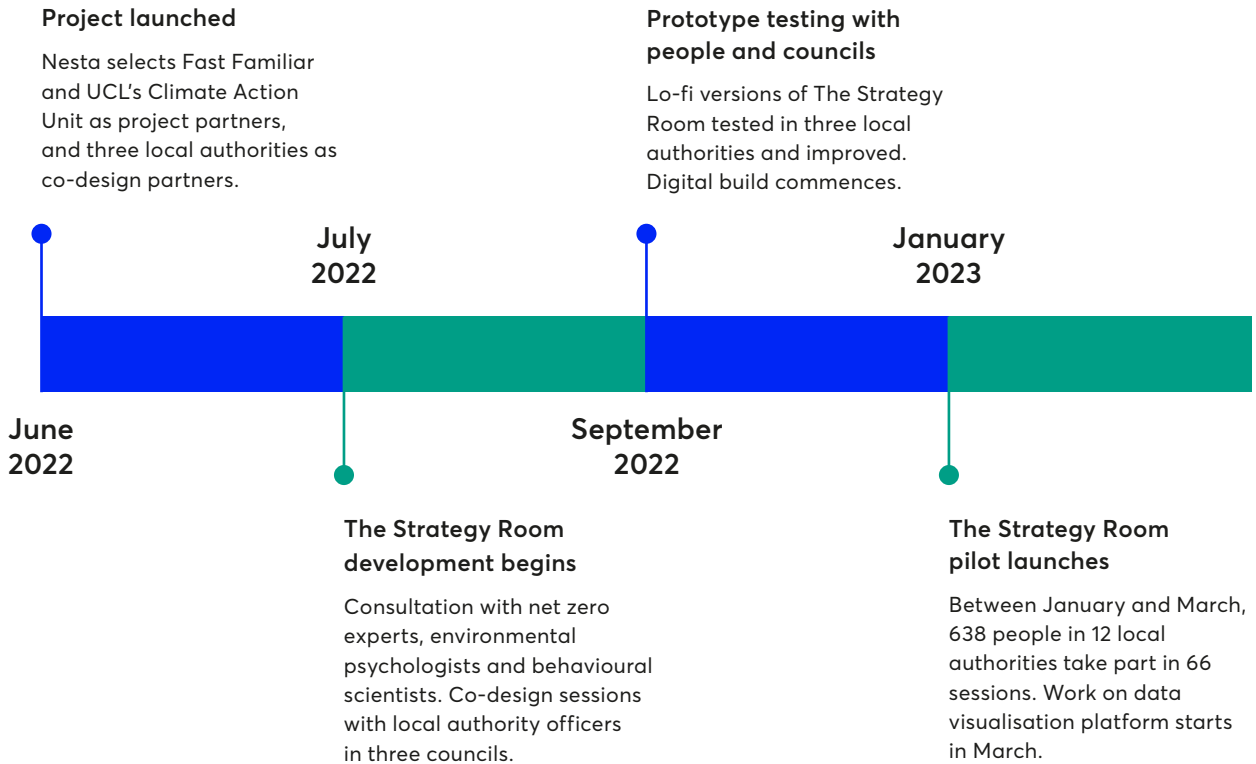 Project launched
Nesta selects Fast Familiar
and UCL's Climate Action
Unit as project partners,
and three local authorities as
co-design partners.
June
2022
July
2022
The Strategy Room
development begins
Consultation with net zero
experts, environmental
psychologists and behavioural
scientists. Co-design sessions
with local authority officers
in three councils.
Prototype testing with
people and councils
Lo-fi versions of The Strategy
Room tested in three local
authorities and improved.
Digital build commences.
September
2022
January
2023
The Strategy Room
pilot launches
Between January and March,
638 people in 12 local
authorities take part in 66
sessions. Work on data
visualisation platform starts
in March.